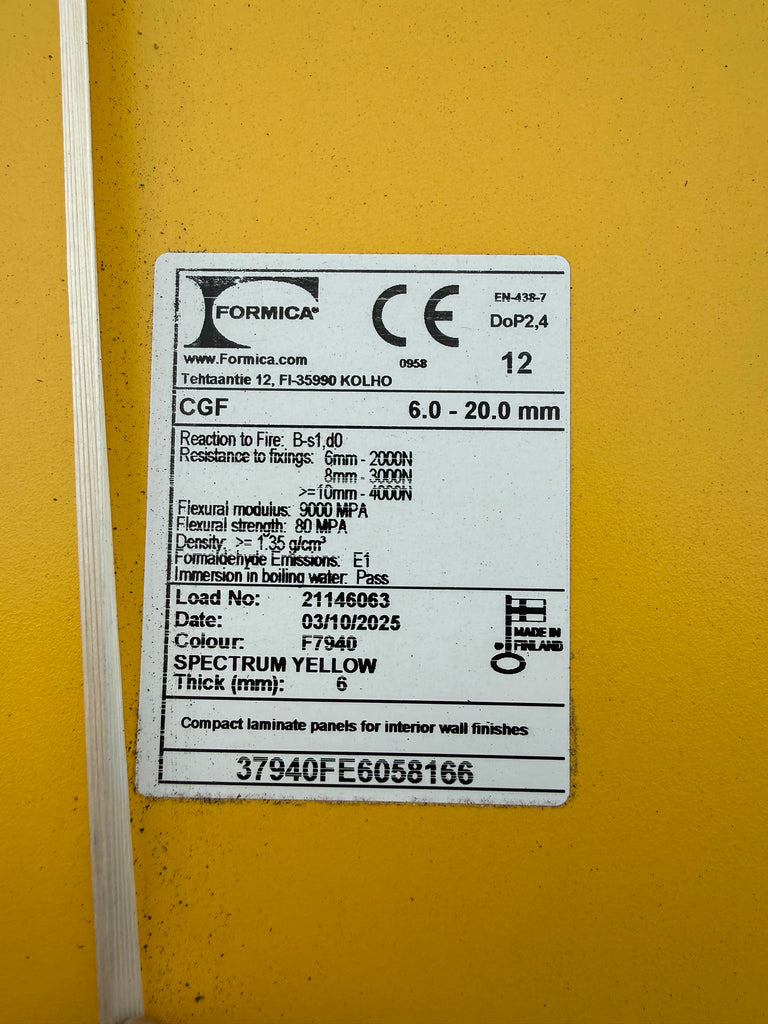 FORMICA®
CE
EN-438-7
DoP2,4
www.Formica.com
0958
12
Tehtaantie 12, FI-35990 KOLHO
CGF 6.0 - 20.0 mm
Reaction to Fire: B-s1,d0
Resistance to fixings: 6mm - 2000N
8mm - 3000N
>=10mm - 4000N
Flexural modulus: 9000 MPA
Flexural strength: 80 MPA
Density: >= 1.35 g/cm³
Formaldehyde Emissions: E1
Immersion in boiling water: Pass
Load No: 21146063
Date: 03/10/2025
Colour: F7940
SPECTRUM YELLOW
Thick (mm): 6
MADE IN
FINLAND
Compact laminate panels for interior wall finishes
37940FE6058166